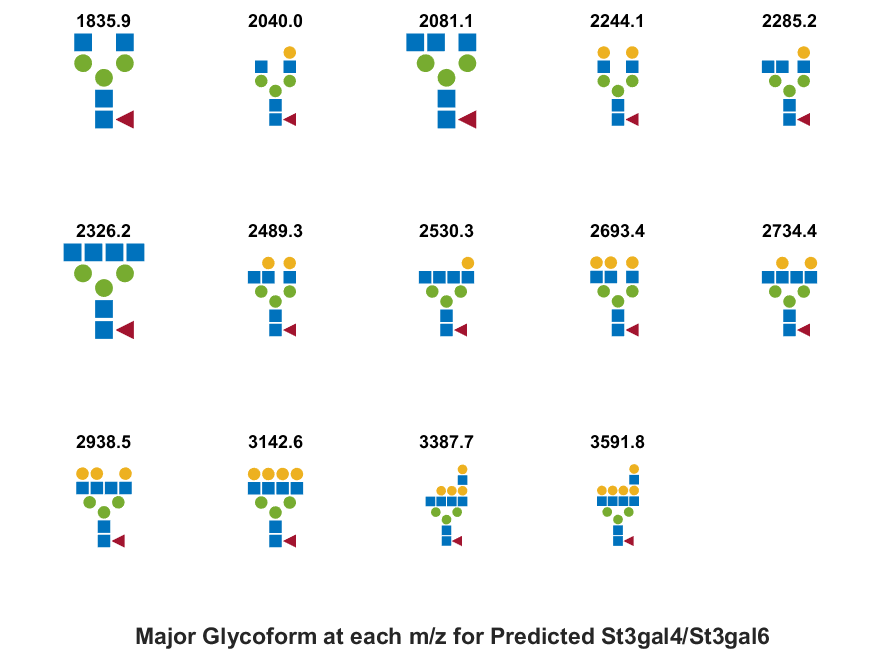 1835.9 2040.0 2081.1 2244.1 2285.2
2326.2 2489.3 2530.3 2693.4 2734.4
2938.5 3142.6 3387.7 3591.8
Major Glycoform at each m/z for Predicted St3gal4/St3gal6